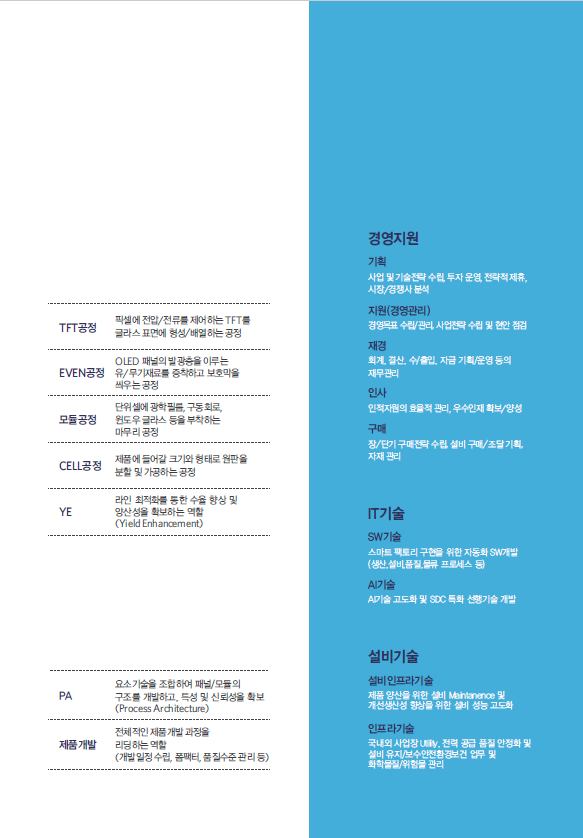 TFT공정
픽셀에 전압/전류를 제어하는 TFT를
글라스 표면에 형성/배열하는 공정
EVEN공정
OLED 패널의 발광층을 이루는
유/무기재료를 증착하고 보호막을
씌우는 공정
모듈공정
단위셀에 광학필름, 구동회로,
윈도우 글라스 등을 부착하는
마무리 공정
CELL공정
제품에 들어갈 크기와 형태로 원판을
분할 및 가공하는 공정
YE
라인 최적화를 통한 수율 향상 및
양산성을 확보하는 역할
(Yield Enhancement)
PA
요소기술을 조합하여 패널/모듈의
구조를 개발하고, 특성 및 신뢰성을 확보
(Process Architecture)
제품개발
전체적인 제품개발 과정을
리딩하는 역할
(개발일정 수립, 폼팩터, 품질수준 관리 등)
경영지원
기획
사업 및 기술전략 수립, 투자 운영, 전략적 제휴,
시장/경쟁사 분석
지원(경영관리)
경영목표 수립/관리, 사업전략 수립 및 현안 점검
재경
회계, 결산, 수/출입, 자금 기획/운영 등의
재무관리
인사
인적자원의 효율적 관리, 우수인재 확보/양성
구매
장/단기 구매전략 수립, 설비 구매/조달 기획,
자재 관리
IT기술
SW기술
스마트 팩토리 구현을 위한 자동화 SW개발
(생산,설비,품질,물류 프로세스 등)
AI기술
AI기술 고도화 및 SDC 특화 선행기술 개발
설비기술
설비인프라기술
제품 양산을 위한 설비 Maintanence 및
개선생산성 향상을 위한 설비 성능 고도화
인프라기술
국내외 사업장 Utility, 전력 공급 품질 안정화 및
설비 유지/보수안전환경보건 업무 및
화학물질/위험물 관리